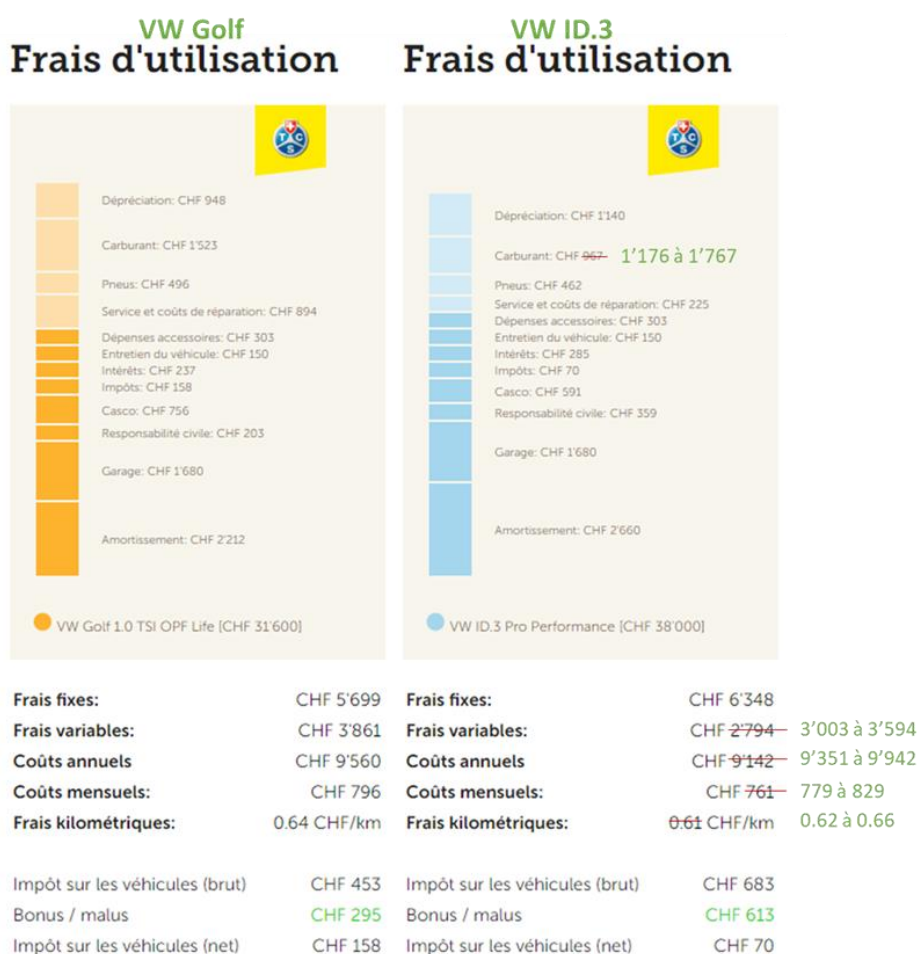 VW Golf
Frais d'utilisation
TCS
Dépréciation: CHF 948
Carburant: CHF 1'523
Pneus: CHF 496
Service et coûts de réparation: CHF 894
Dépenses accessoires: CHF 303
Entretien du véhicule: CHF 150
Intérêts: CHF 237
Impôts: CHF 158
Casco: CHF 756
Responsabilité civile: CHF 203
Garage: CHF 1'680
Amortissement: CHF 2'212
VW Golf 1.0 TSI OPF Life [CHF 31'600]
VW ID.3
Frais d'utilisation
TCS
Dépréciation: CHF 1'140
Carburant: CHF 967 1’176 à 1’767
Pneus: CHF 462
Service et coûts de réparation: CHF 225
Dépenses accessoires: CHF 303
Entretien du véhicule: CHF 150
Intérêts: CHF 285
Impôts: CHF 70
Casco: CHF 591
Responsabilité civile: CHF 359
Garage: CHF 1'680
Amortissement: CHF 2'660
VW ID.3 Pro Performance [CHF 38'000]
Frais fixes: CHF 5'699
Frais variables: CHF 3'861
Coûts annuels CHF 9'560
Coûts mensuels: CHF 796
Frais kilométriques: 0.64 CHF/km
Impôt sur les véhicules (brut) CHF 453
Bonus / malus CHF 295
Impôt sur les véhicules (net) CHF 158
Frais fixes: CHF 6'348
Frais variables: CHF 2'794 3’003 à 3’594
Coûts annuels CHF 9'142 9’351 à 9’942
Coûts mensuels: CHF 761 779 à 829
Frais kilométriques: 0.61 CHF/km 0.62 à 0.66
Impôt sur les véhicules (brut) CHF 683
Bonus / malus CHF 613
Impôt sur les véhicules (net) CHF 70